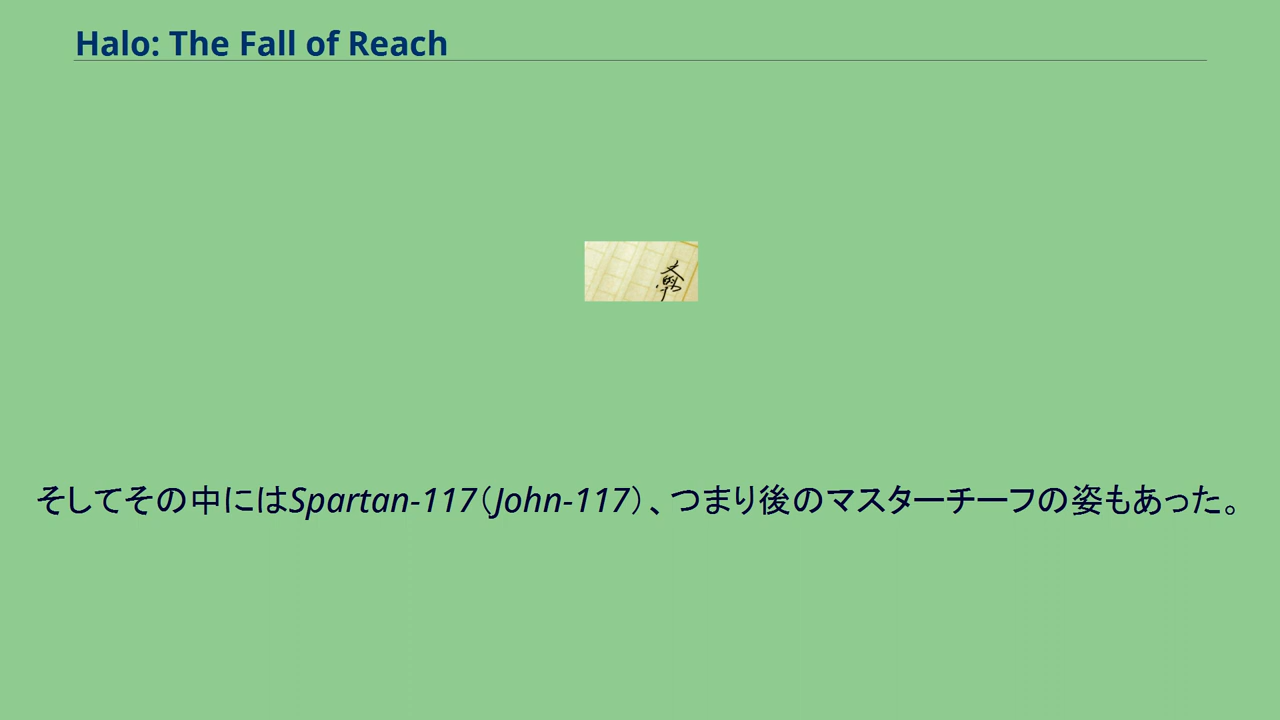 Halo: The Fall of Reach
そしてその中にはSpartan-117（John-117）、つまり後のマスターチーフの姿もあった。